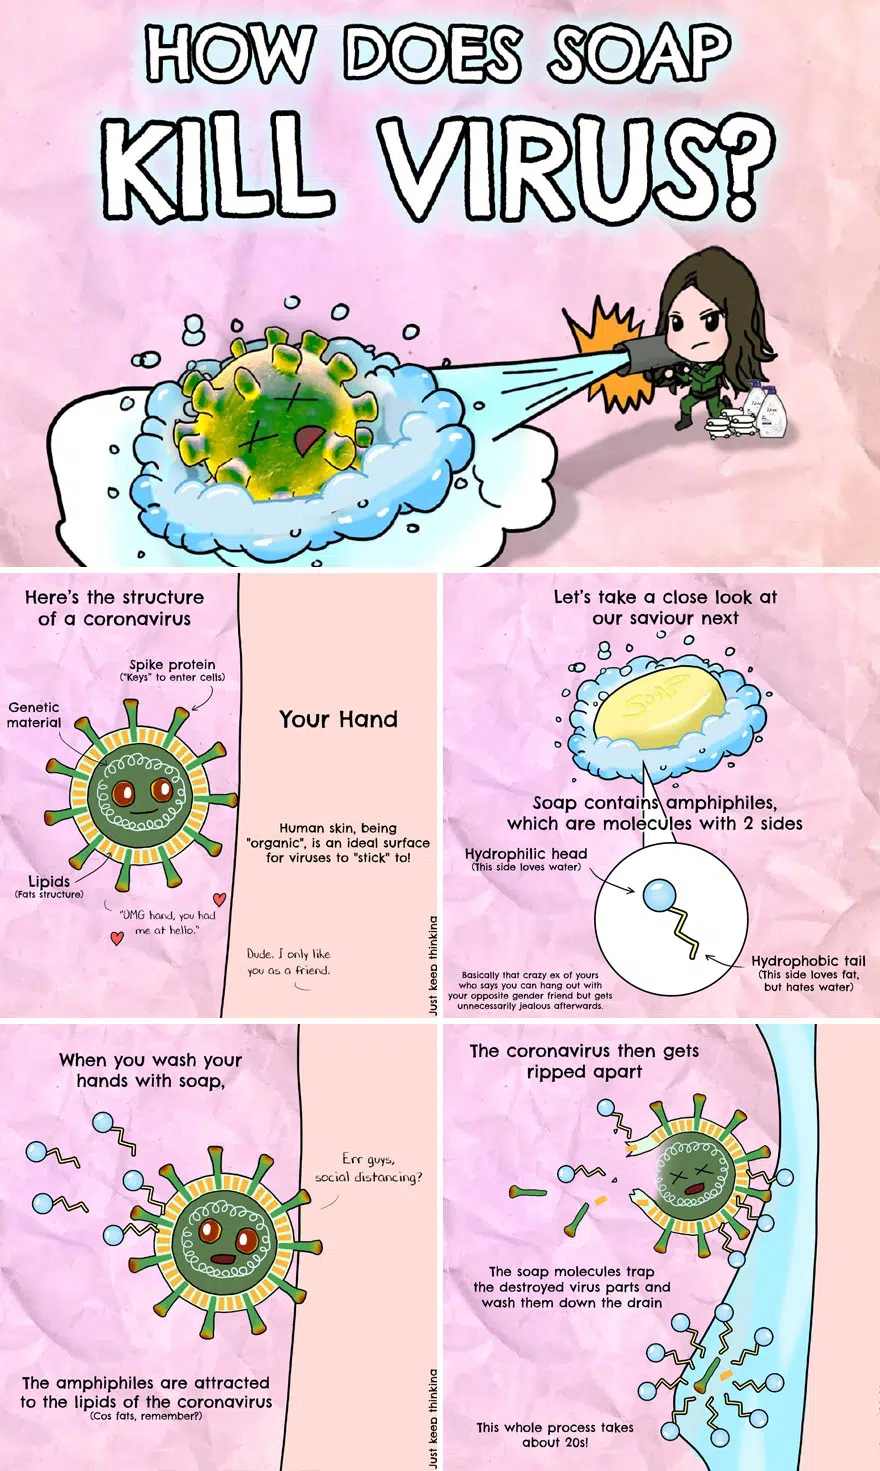 HOW DOES SOAP
KILL VIRUS?
Here's the structure
of a coronavirus
Spike protein
("Keys" to enter cells)
Genetic
material
Lipids
(Fats structure)
"OMG hand, you had
me at hello."
Your Hand
Human skin, being
"organic", is an ideal surface
for viruses to "stick" to!
Dude. I only like
you as a friend.
Just keep thinking
Let's take a close look at
our saviour next
SOAP
Soap contains amphiphiles,
which are molecules with 2 sides
Hydrophilic head
(This side loves water)
Hydrophobic tail
(This side loves fat,
but hates water)
Basically that crazy ex of yours
who says you can hang out with
your opposite gender friend but gets
unnecessarily jealous afterwards.
When you wash your
hands with soap,
Err guys,
social distancing?
The amphiphiles are attracted
to the lipids of the coronavirus
(Cos fats, remember?)
Just keep thinking
The coronavirus then gets
ripped apart
The soap molecules trap
the destroyed virus parts and
wash them down the drain
This whole process takes
about 20s!